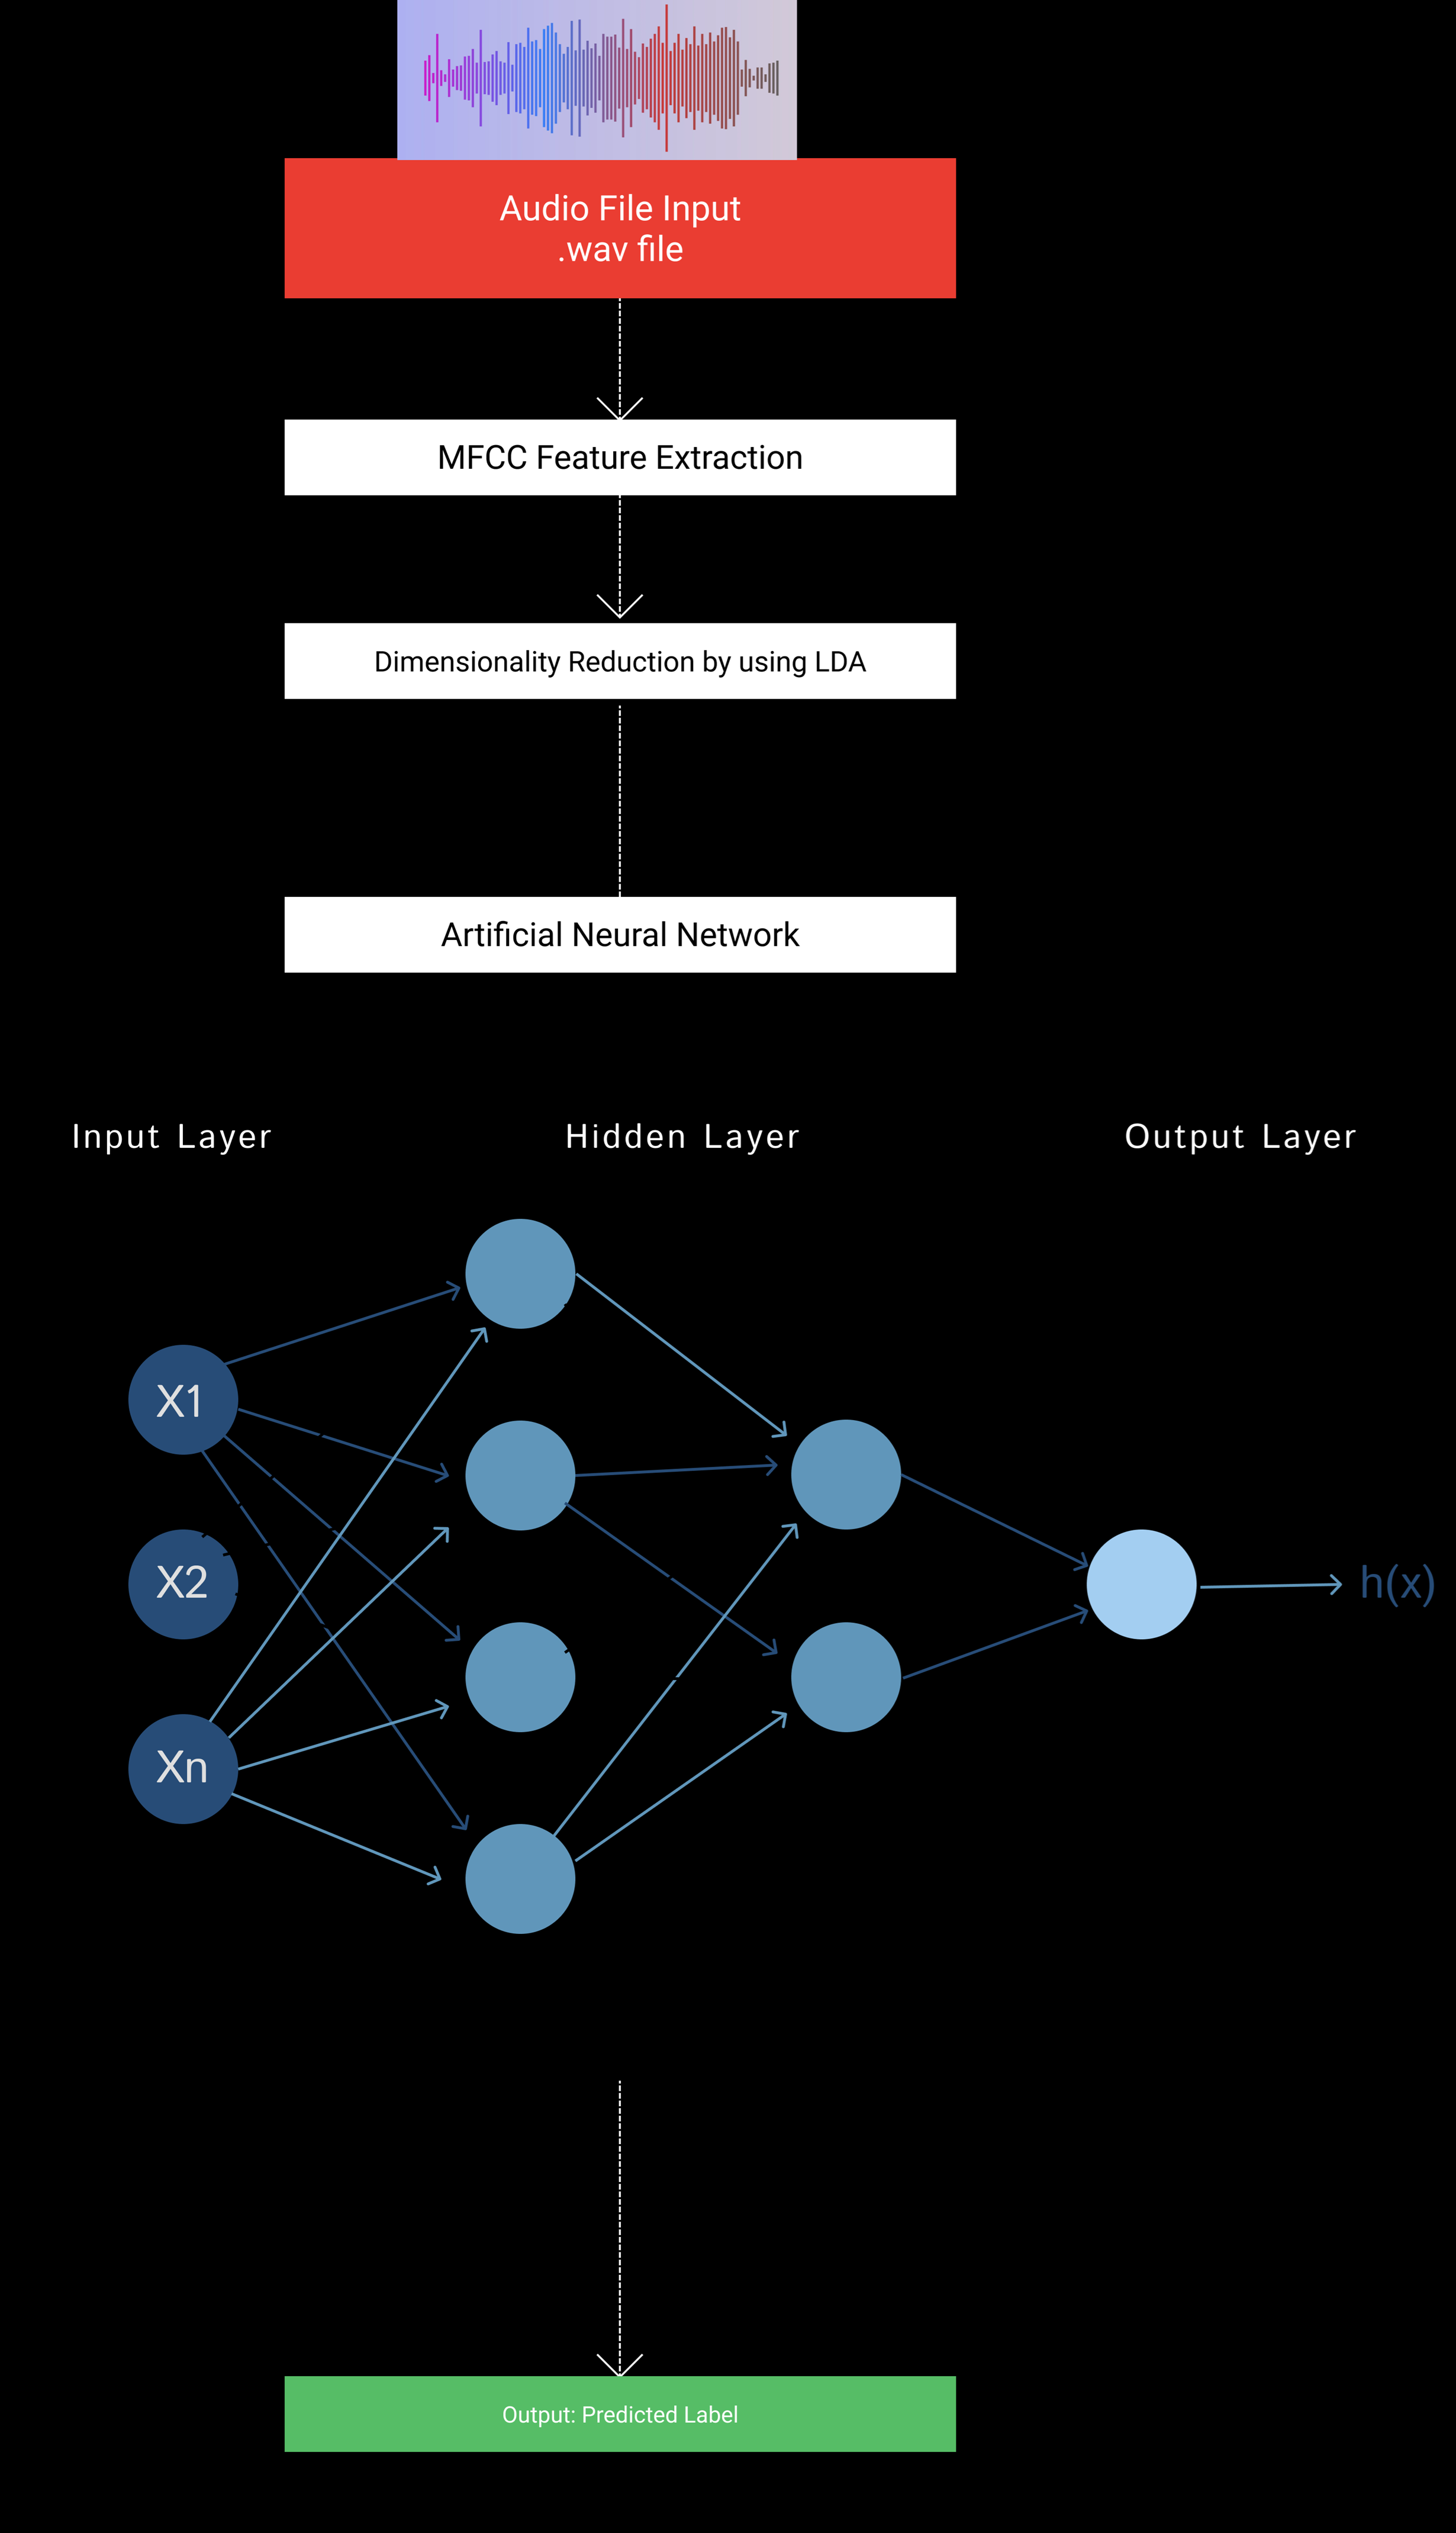 Audio File Input
.wav file
MFCC Feature Extraction
Dimensionality Reduction by using LDA
Artificial Neural Network
Input Layer
Hidden Layer
Output Layer
X1
X2
Xn
h(x)
Output: Predicted Label